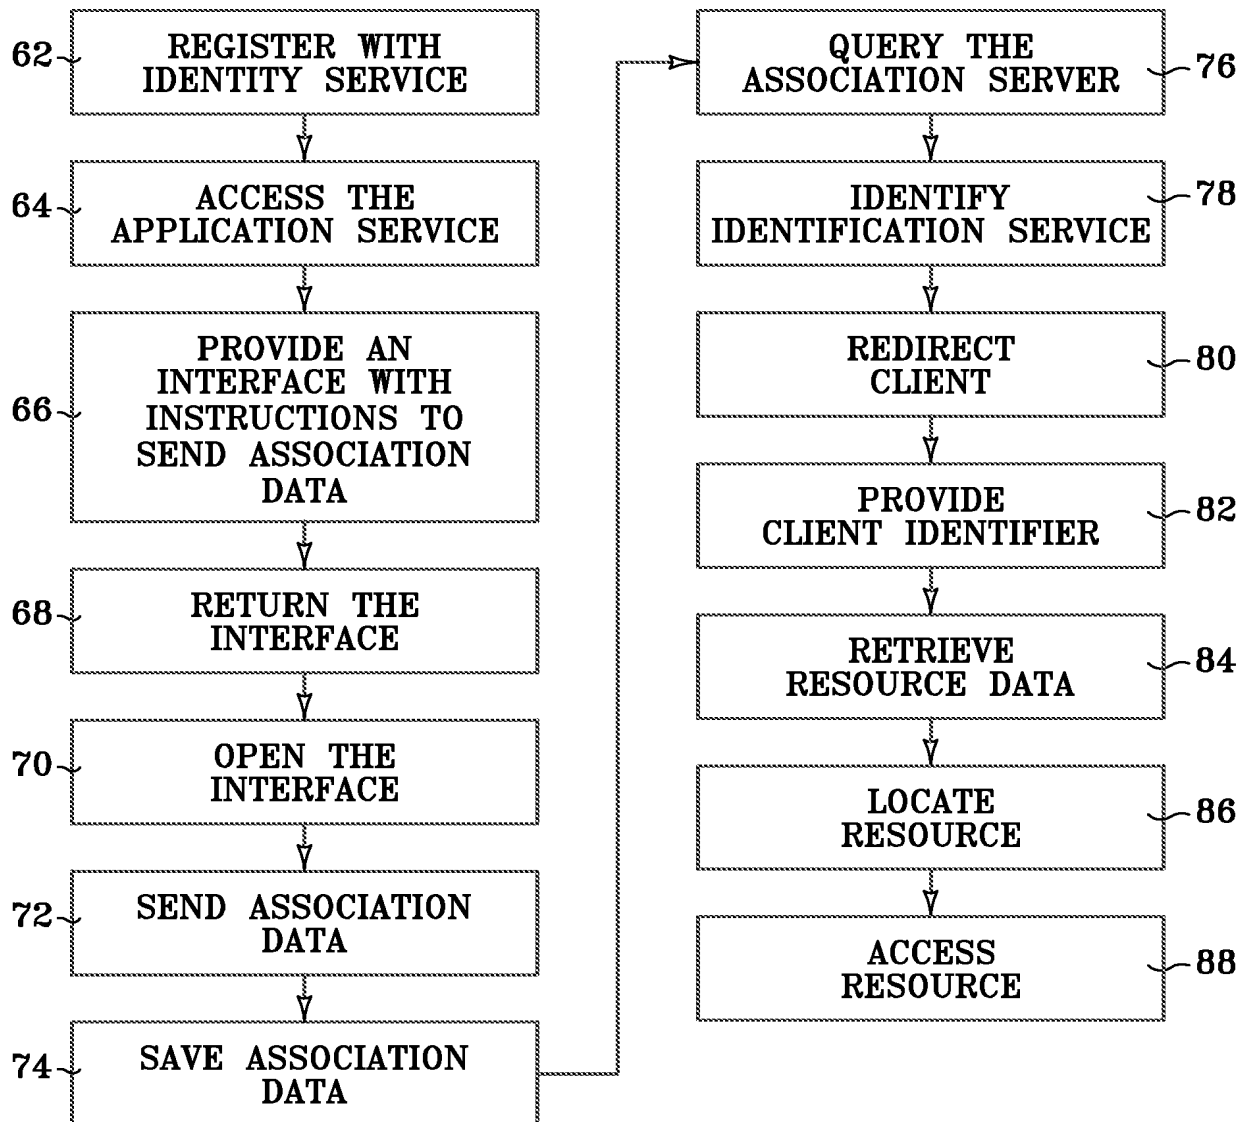 62
REGISTER WITH
IDENTITY SERVICE
64
ACCESS THE
APPLICATION SERVICE
66
PROVIDE AN
INTERFACE WITH
INSTRUCTIONS TO
SEND ASSOCIATION
DATA
68
RETURN THE
INTERFACE
70
OPEN THE
INTERFACE
72
SEND ASSOCIATION
DATA
74
SAVE ASSOCIATION
DATA
QUERY THE
ASSOCIATION SERVER
76
IDENTIFY
IDENTIFICATION SERVICE
78
REDIRECT
CLIENT
80
PROVIDE
CLIENT IDENTIFIER
82
RETRIEVE
RESOURCE DATA
84
LOCATE
RESOURCE
86
ACCESS
RESOURCE
88